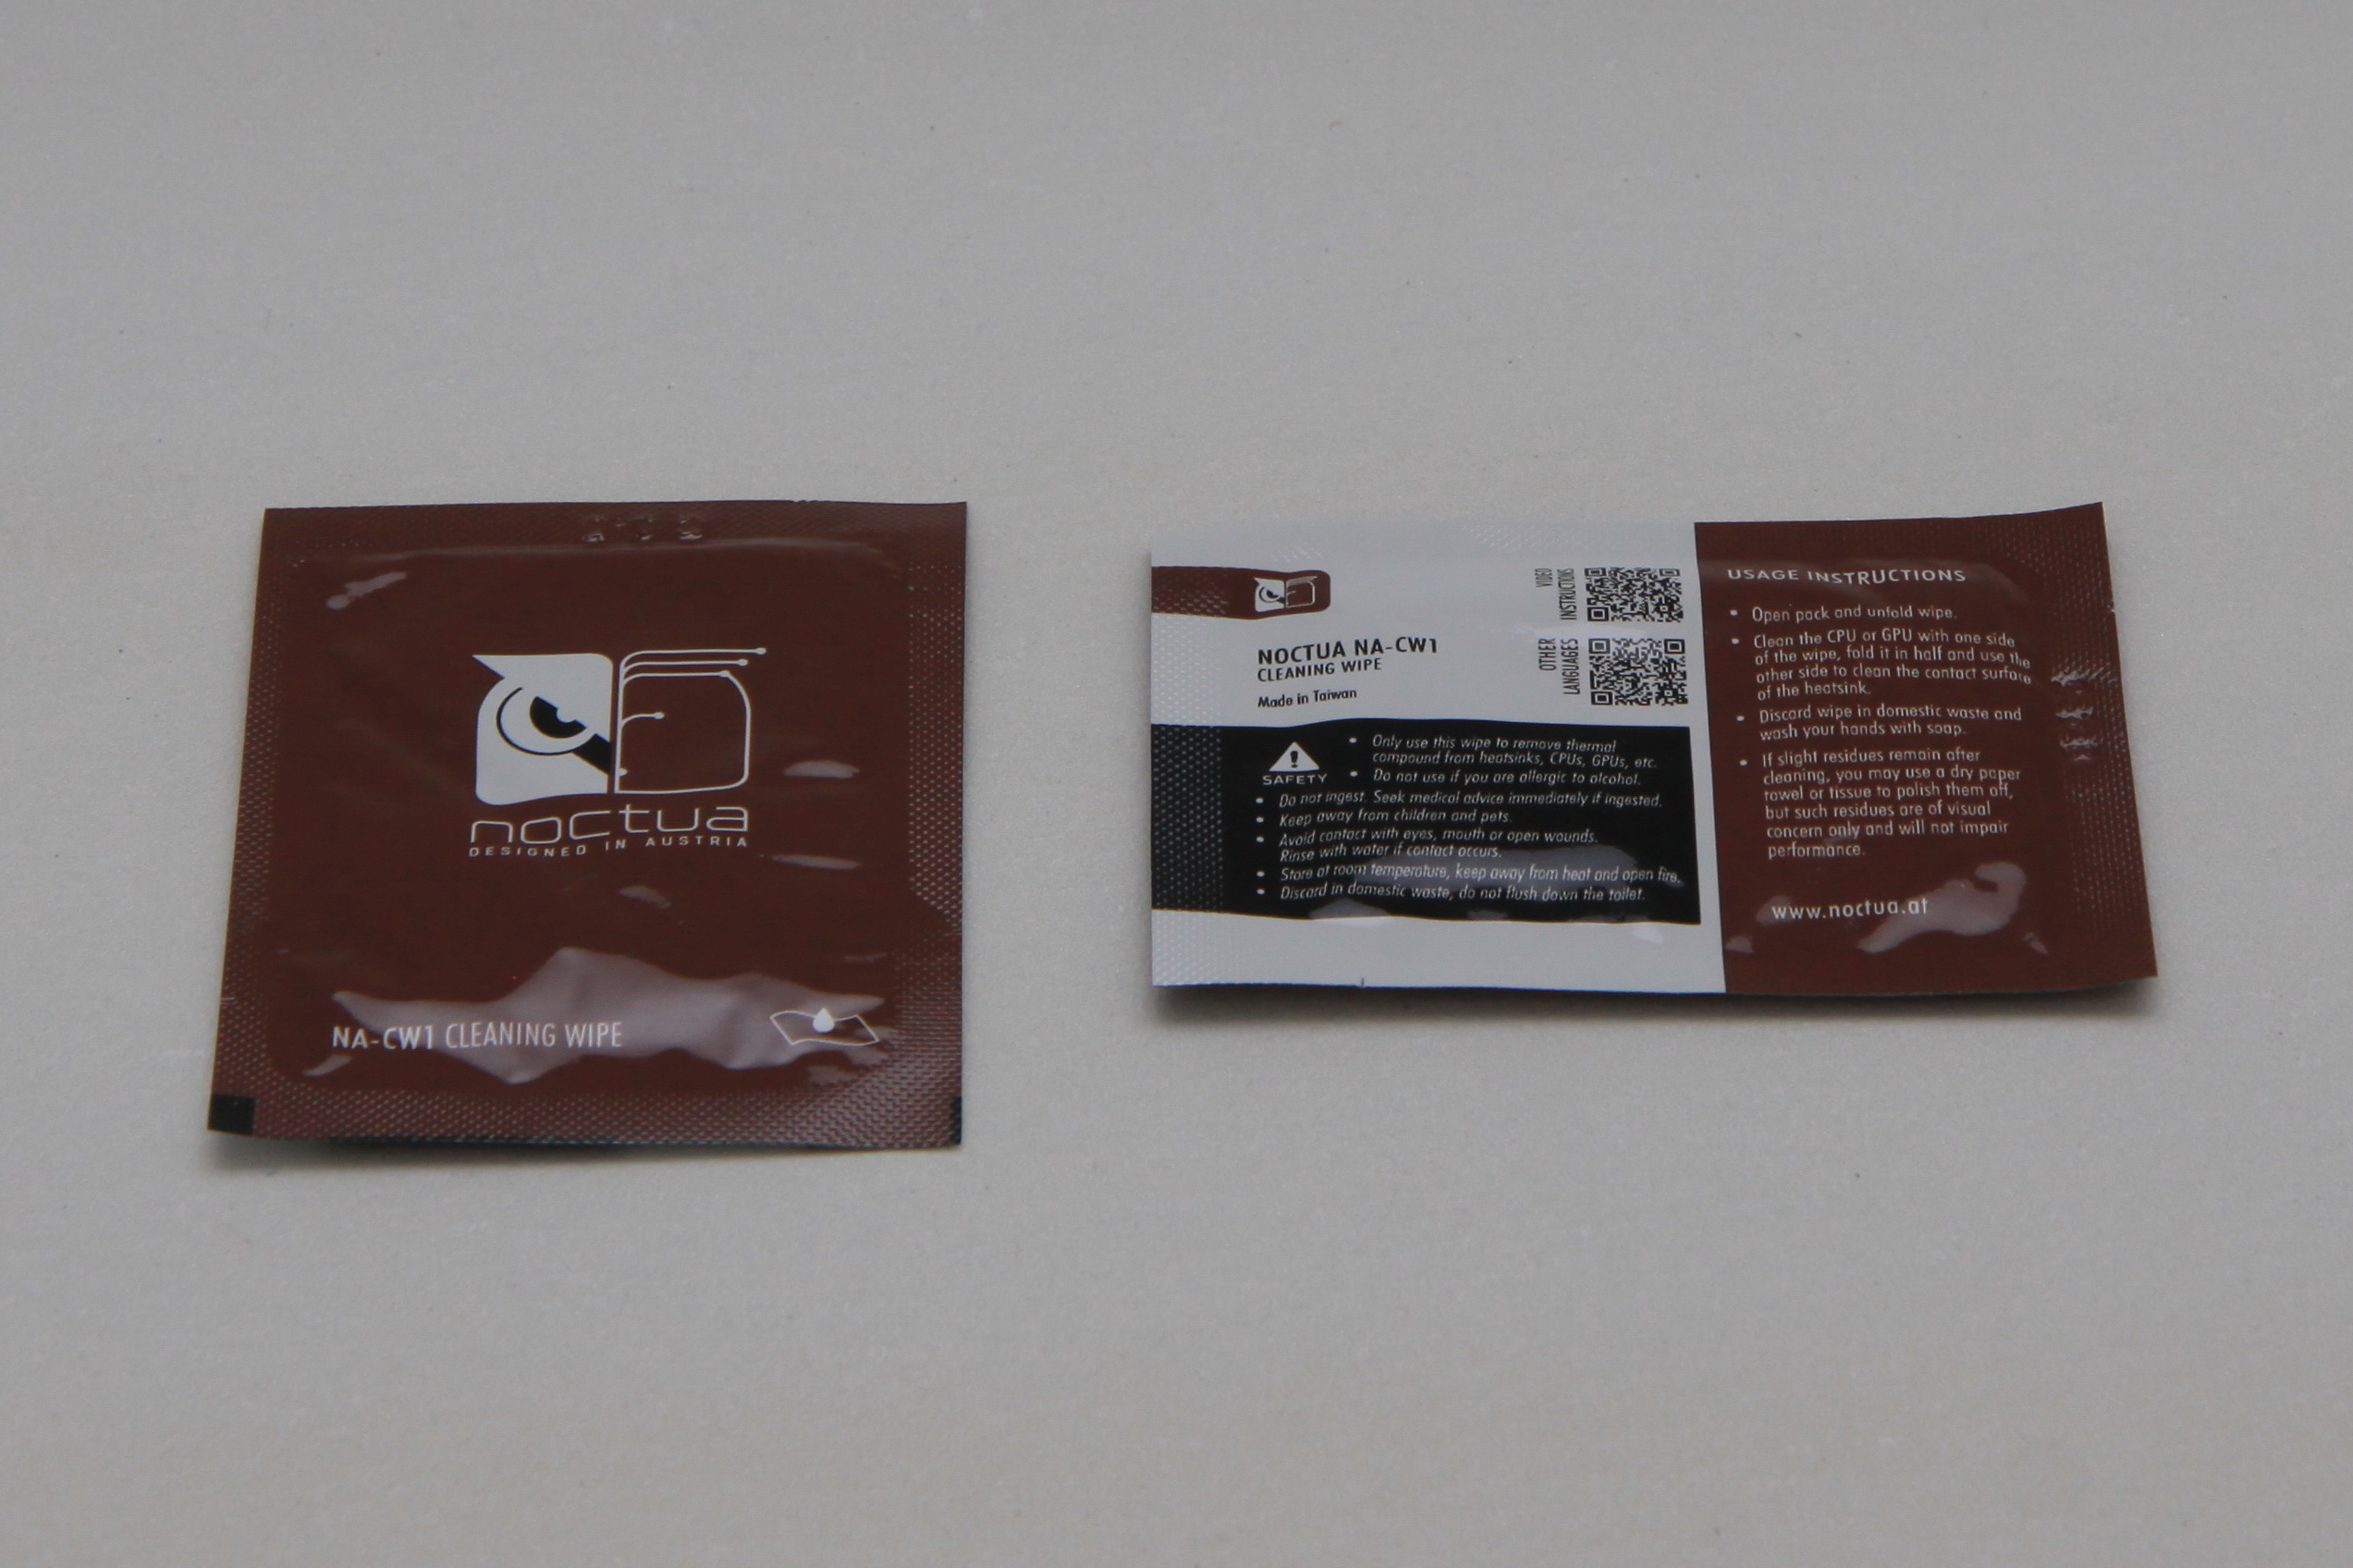 noctua
DESIGNED IN AUSTRIA
NA-CW1 CLEANING WIPE
NOCTUA NA-CW1
CLEANING WIPE
Made in Taiwan
VIDEO
INSTRUCTIONS
OTHER
LANGUAGES
SAFETY
• Only use this wipe to remove thermal
compound from heatsinks, CPUs, GPUs, etc.
• Do not use if you are allergic to alcohol.
• Do not ingest. Seek medical advice immediately if ingested.
• Keep away from children and pets.
• Avoid contact with eyes, mouth or open wounds.
Rinse with water if contact occurs.
• Store at room temperature, keep away from heat and open fire.
• Discard in domestic waste, do not flush down the toilet.
USAGE INSTRUCTIONS
• Open pack and unfold wipe.
• Clean the CPU or GPU with one side
of the wipe, fold it in half and use the
other side to clean the contact surface
of the heatsink.
• Discard wipe in domestic waste and
wash your hands with soap.
• If slight residues remain after
cleaning, you may use a dry paper
towel or tissue to polish them off,
but such residues are of visual
concern only and will not impair
performance.
www.noctua.at